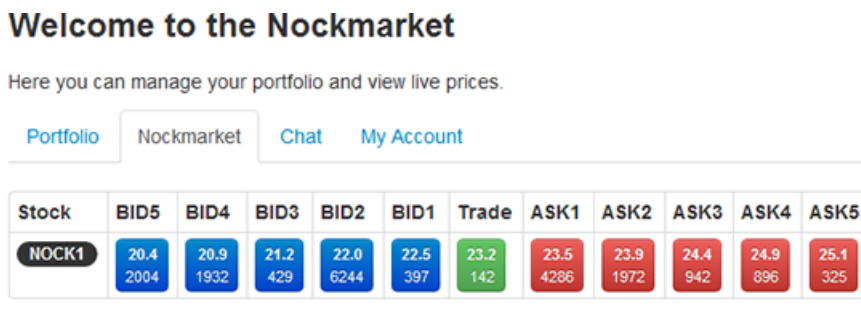 Welcome to the Nockmarket
Here you can manage your portfolio and view live prices.
Portfolio Nockmarket Chat My Account
Stock BID5 BID4 BID3 BID2 BID1 Trade ASK1 ASK2 ASK3 ASK4 ASK5
NOCK1 20.4 20.9 21.2 22.0 22.5 23.2 23.5 23.9 24.4 24.9 25.1
2004 1932 429 6244 397 142 4286 1972 942 896 325